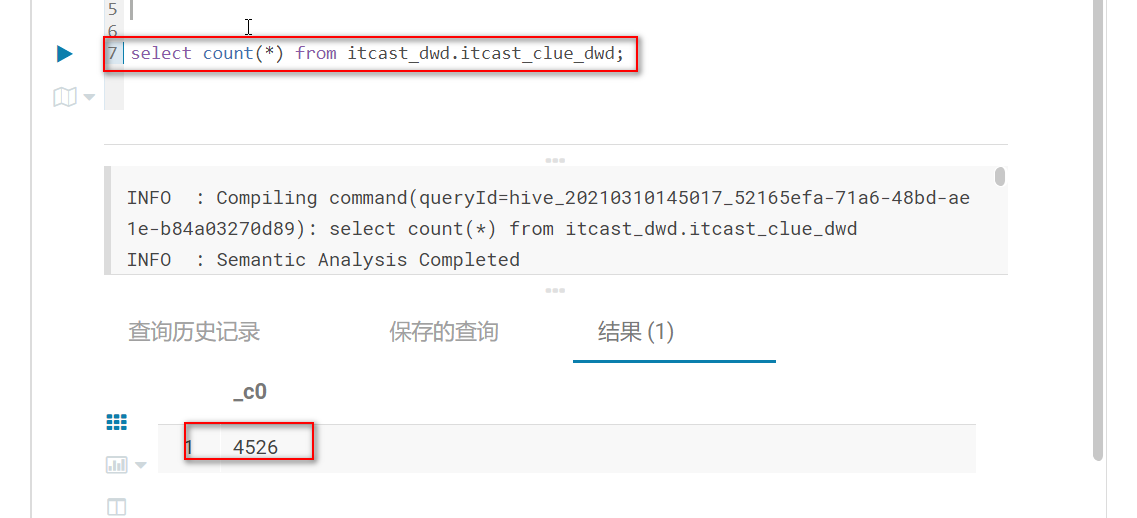 5
6
7 select count(*) from itcast_dwd.itcast_clue_dwd;
INFO : Compiling command(queryId=hive_20210310145017_52165efa-71a6-48bd-ae
1e-b84a03270d89): select count(*) from itcast_dwd.itcast_clue_dwd
INFO : Semantic Analysis Completed
查询历史记录 保存的查询 结果 (1)
_c0
1 4526